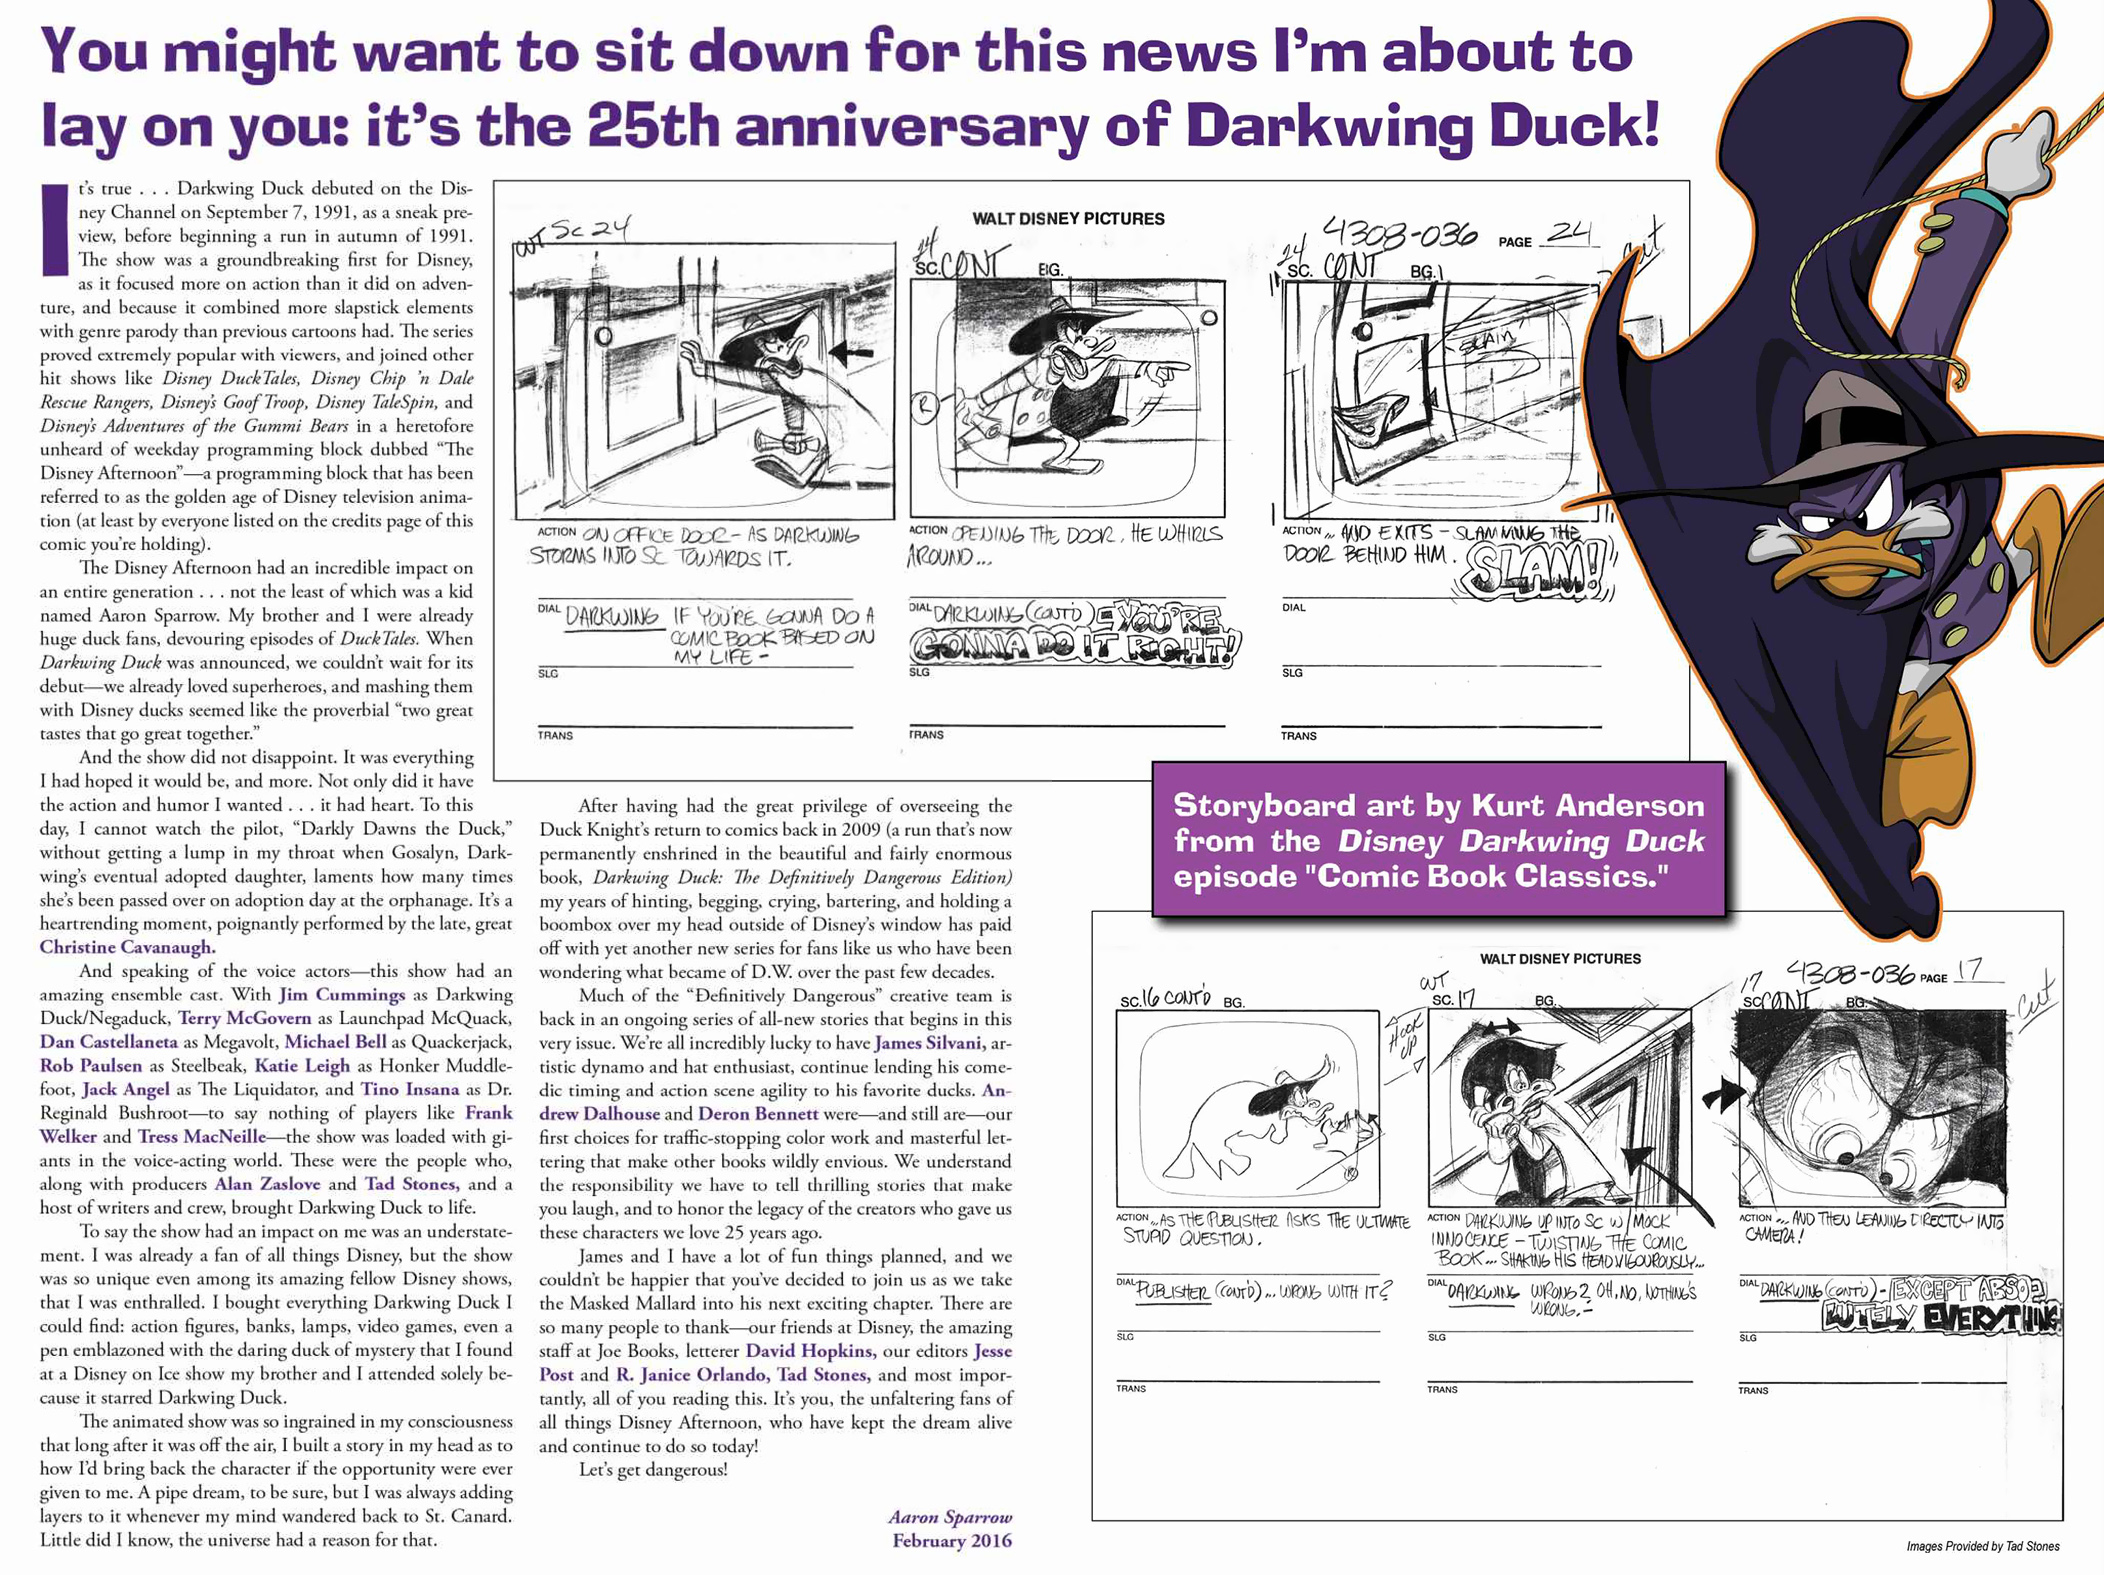 You might want to sit down for this news I'm about to
lay on you: it's the 25th anniversary of Darkwing Duck!
It's true . . . Darkwing Duck debuted on the Dis-
ney Channel on September 7, 1991, as a sneak pre-
view, before beginning a run in autumn of 1991.
The show was a groundbreaking first for Disney,
as it focused more on action than it did on adven-
ture, and because it combined more slapstick elements
with genre parody than previous cartoons had. The series
proved extremely popular with viewers, and joined other
hit shows like Disney DuckTales, Disney Chip 'n Dale
Rescue Rangers, Disney's Goof Troop, Disney TaleSpin, and
Disney's Adventures of the Gummi Bears in a heretofore
unheard of weekday programming block dubbed “The
Disney Afternoon”—a programming block that has been
referred to as the golden age of Disney television anima-
tion (at least by everyone listed on the credits page of this
comic you're holding).
The Disney Afternoon had an incredible impact on
an entire generation . . . not the least of which was a kid
named Aaron Sparrow. My brother and I were already
huge duck fans, devouring episodes of DuckTales. When
Darkwing Duck was announced, we couldn't wait for its
debut—we already loved superheroes, and mashing them
with Disney ducks seemed like the proverbial “two great
tastes that go great together.”
And the show did not disappoint. It was everything
I had hoped it would be, and more. Not only did it have
the action and humor I wanted . . . it had heart. To this
day, I cannot watch the pilot, “Darkly Dawns the Duck,”
without getting a lump in my throat when Gosalyn, Dark-
wing's eventual adopted daughter, laments how many times
she's been passed over on adoption day at the orphanage. It's a
heartrending moment, poignantly performed by the late, great
Christine Cavanaugh.
And speaking of the voice actors—this show had an
amazing ensemble cast. With Jim Cummings as Darkwing
Duck/Negaduck, Terry McGovern as Launchpad McQuack,
Dan Castellaneta as Megavolt, Michael Bell as Quackerjack,
Rob Paulsen as Steelbeak, Katie Leigh as Honker Muddle-
foot, Jack Angel as The Liquidator, and Tino Insana as Dr.
Reginald Bushroot—to say nothing of players like Frank
Welker and Tress MacNeille—the show was loaded with gi-
ants in the voice-acting world. These were the people who,
along with producers Alan Zaslove and Tad Stones, and a
host of writers and crew, brought Darkwing Duck to life.
To say the show had an impact on me was an understate-
ment. I was already a fan of all things Disney, but the show
was so unique even among its amazing fellow Disney shows,
that I was enthralled. I bought everything Darkwing Duck I
could find: action figures, banks, lamps, video games, even a
pen emblazoned with the daring duck of mystery that I found
at a Disney on Ice show my brother and I attended solely be-
cause it starred Darkwing Duck.
The animated show was so ingrained in my consciousness
that long after it was off the air, I built a story in my head as to
how I'd bring back the character if the opportunity were ever
given to me. A pipe dream, to be sure, but I was always adding
layers to it whenever my mind wandered back to St. Canard.
Little did I know, the universe had a reason for that.
After having had the great privilege of overseeing the
Duck Knight's return to comics back in 2009 (a run that's now
permanently enshrined in the beautiful and fairly enormous
book, Darkwing Duck: The Definitively Dangerous Edition)
my years of hinting, begging, crying, bartering, and holding a
boombox over my head outside of Disney's window has paid
off with yet another new series for fans like us who have been
wondering what became of D.W. over the past few decades.
Much of the “Definitively Dangerous” creative team is
back in an ongoing series of all-new stories that begins in this
very issue. We're all incredibly lucky to have James Silvani, ar-
tistic dynamo and hat enthusiast, continue lending his come-
dic timing and action scene agility to his favorite ducks. An-
drew Dalhouse and Deron Bennett were—and still are—our
first choices for traffic-stopping color work and masterful let-
tering that make other books wildly envious. We understand
the responsibility we have to tell thrilling stories that make
you laugh, and to honor the legacy of the creators who gave us
these characters we love 25 years ago.
James and I have a lot of fun things planned, and we
couldn't be happier that you've decided to join us as we take
the Masked Mallard into his next exciting chapter. There are
so many people to thank—our friends at Disney, the amazing
staff at Joe Books, letterer David Hopkins, our editors Jesse
Post and R. Janice Orlando, Tad Stones, and most impor-
tantly, all of you reading this. It's you, the unfaltering fans of
all things Disney Afternoon, who have kept the dream alive
and continue to do so today!
Let's get dangerous!
Aaron Sparrow
February 2016
WALT DISNEY PICTURES
4308-036 PAGE 24
CUT SC 24
24
SC. CONT BG.
24
SC. CONT BG.
CUT
R
SLAM
ACTION ON OFFICE DOOR - AS DARKWING
STORMS INTO SC TOWARDS IT.
DIAL DARKWING IF YOU'RE GONNA DO A
COMIC BOOK BASED ON
MY LIFE -
SLG
TRANS
ACTION OPENING THE DOOR, HE WHIRLS
AROUND...
DIAL DARKWING (CONT'D) - YOU'RE
GONNA DO IT RIGHT!
SLG
TRANS
ACTION ... AND EXITS - SLAMMING THE
DOOR BEHIND HIM.
SLAM!
DIAL
SLG
TRANS
Storyboard art by Kurt Anderson
from the Disney Darkwing Duck
episode "Comic Book Classics."
WALT DISNEY PICTURES
4308-036 PAGE 17
SC. 16 CONT'D BG.
HOOK
UP
CUT
SC. 17 BG.
17
SC CONT BG.
CUT
ACTION ... AS THE PUBLISHER ASKS THE ULTIMATE
STUPID QUESTION.
DIAL PUBLISHER (CONT'D) ... WRONG WITH IT?
SLG
TRANS
ACTION DARKWING UP INTO SC W/ MOCK
INNOCENCE - TWISTING THE COMIC
BOOK... SHAKING HIS HEAD VIGOUROUSLY...
DIAL DARKWING WRONG? OH, NO, NOTHING'S
WRONG, -
SLG
TRANS
ACTION ... AND THEN LEANING DIRECTLY INTO
CAMERA!
DIAL DARKWING (CONT'D) - EXCEPT ABSO-
LUTELY EVERYTHING
SLG
TRANS
Images Provided by Tad Stones